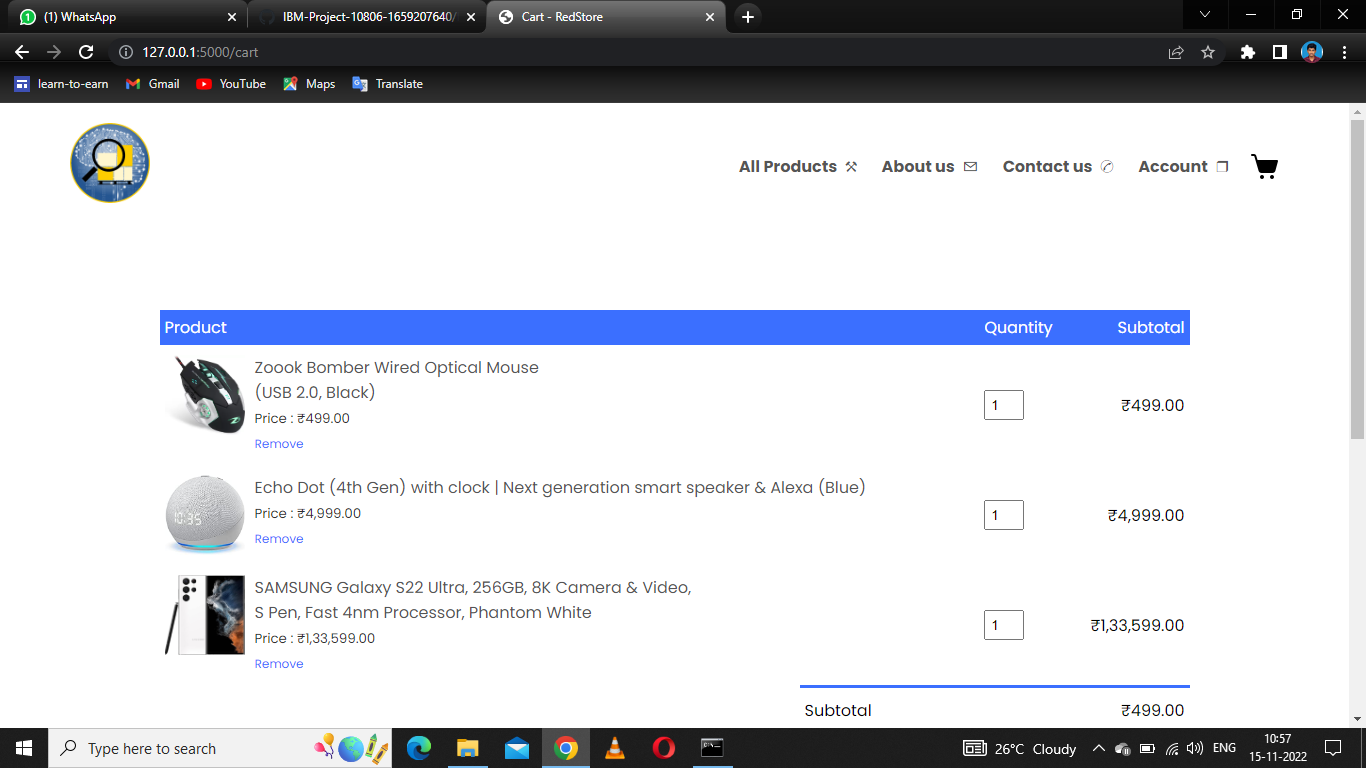 (1) WhatsApp
IBM-Project-10806-1659207640/
Cart - RedStore
127.0.0.1:5000/cart
learn-to-earn
Gmail
YouTube
Maps
Translate
All Products
About us
Contact us
Account
Product Quantity Subtotal
Zoook Bomber Wired Optical Mouse
(USB 2.0, Black)
Price : ₹499.00
Remove
1
₹499.00
Echo Dot (4th Gen) with clock | Next generation smart speaker & Alexa (Blue)
Price : ₹4,999.00
Remove
1
₹4,999.00
SAMSUNG Galaxy S22 Ultra, 256GB, 8K Camera & Video,
S Pen, Fast 4nm Processor, Phantom White
Price : ₹1,33,599.00
Remove
1
₹1,33,599.00
Subtotal ₹499.00
Type here to search
26°C Cloudy
ENG
10:57
15-11-2022